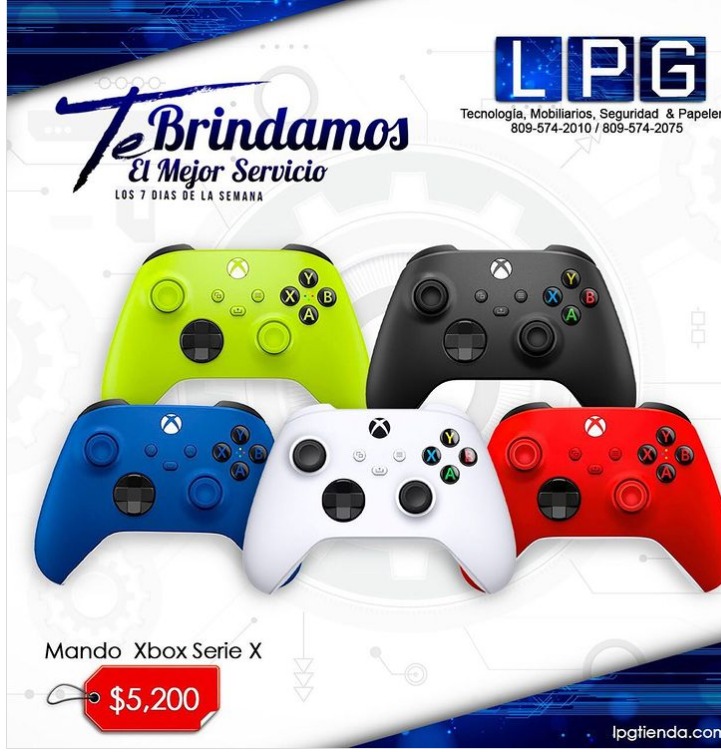 LPG
Tecnología, Mobiliarios, Seguridad & Papeler
809-574-2010 / 809-574-2075
Te Brindamos
El Mejor Servicio
LOS 7 DIAS DE LA SEMANA
Y
X B
A
Y
X B
A
Y
X B
A
Y
X B
A
Y
X B
A
Mando Xbox Serie X
$5,200
lpgtienda.com